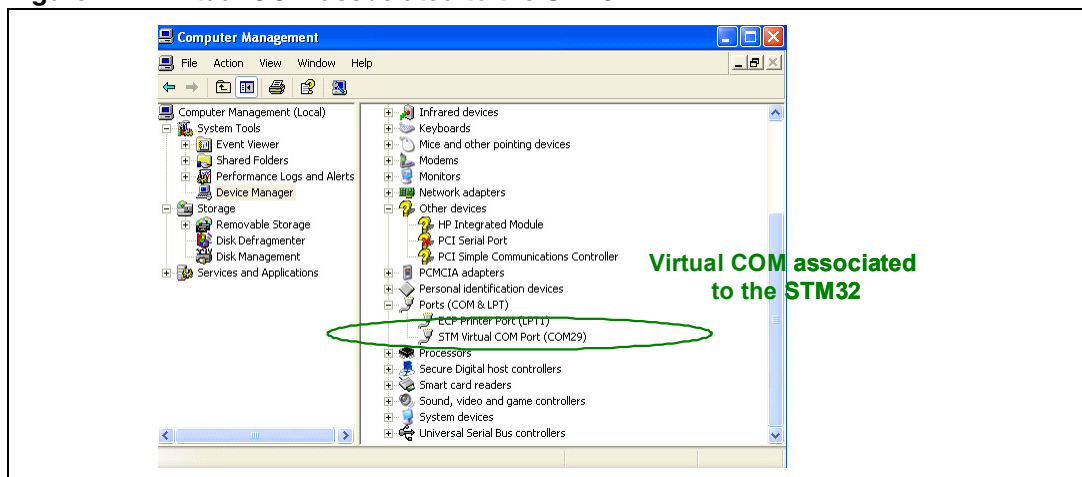 Computer Management
File Action View Window Help
Computer Management (Local)
System Tools
Event Viewer
Shared Folders
Performance Logs and Alerts
Device Manager
Storage
Removable Storage
Disk Defragmenter
Disk Management
Services and Applications
Infrared devices
Keyboards
Mice and other pointing devices
Modems
Monitors
Network adapters
Other devices
HP Integrated Module
PCI Serial Port
PCI Simple Communications Controller
PCMCIA adapters
Personal identification devices
Ports (COM & LPT)
ECP Printer Port (LPT1)
STM Virtual COM Port (COM29)
Processors
Secure Digital host controllers
Smart card readers
Sound, video and game controllers
System devices
Universal Serial Bus controllers
Virtual COM associated
to the STM32